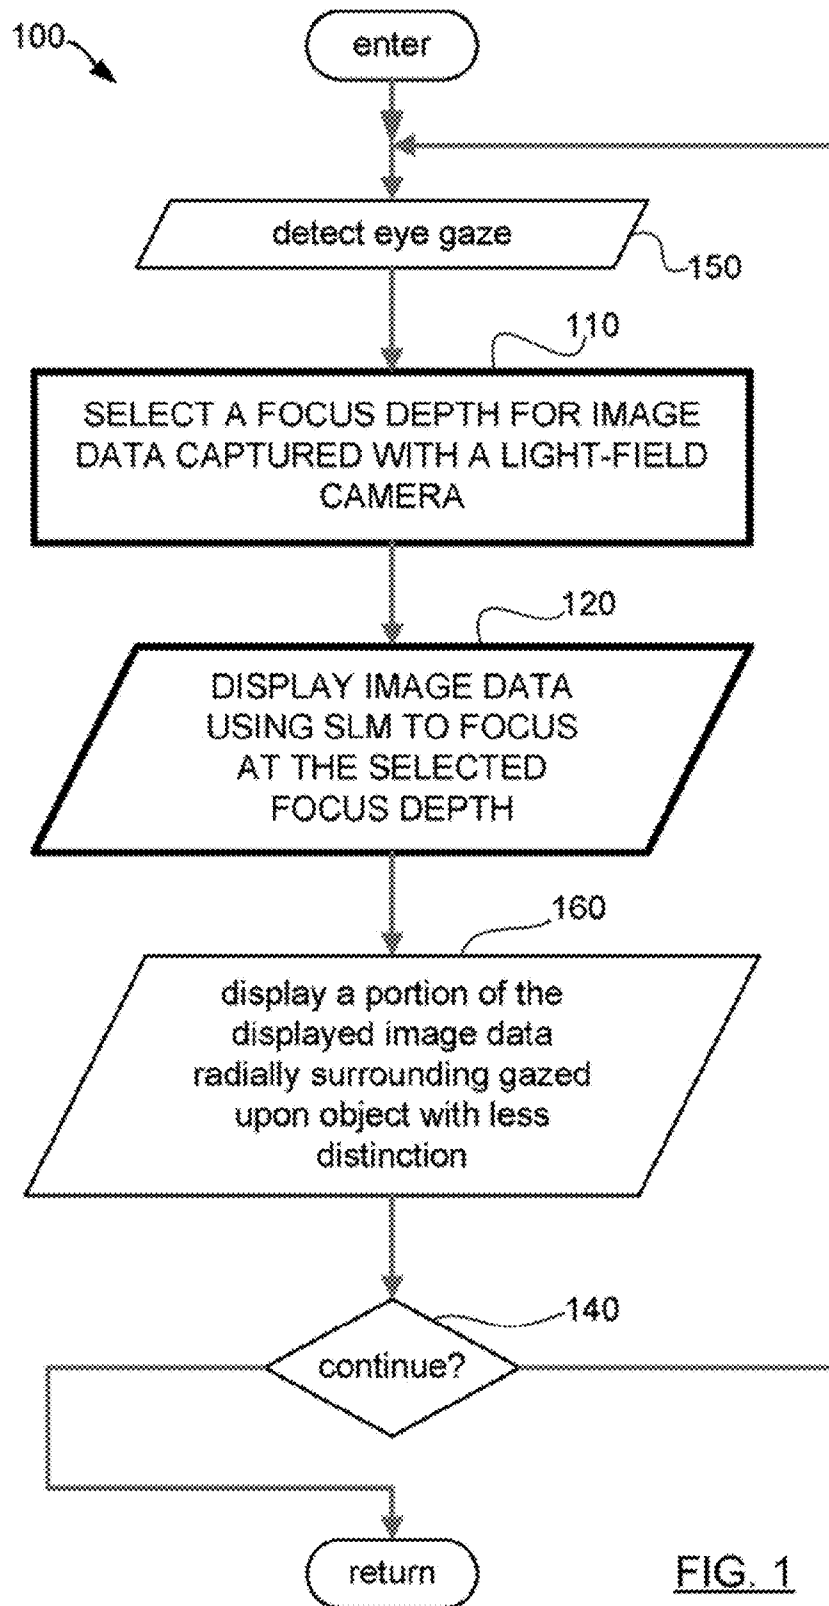 100
enter
detect eye gaze
150
110
SELECT A FOCUS DEPTH FOR IMAGE
DATA CAPTURED WITH A LIGHT-FIELD
CAMERA
120
DISPLAY IMAGE DATA
USING SLM TO FOCUS
AT THE SELECTED
FOCUS DEPTH
160
display a portion of the
displayed image data
radially surrounding gazed
upon object with less
distinction
140
continue?
return
FIG. 1